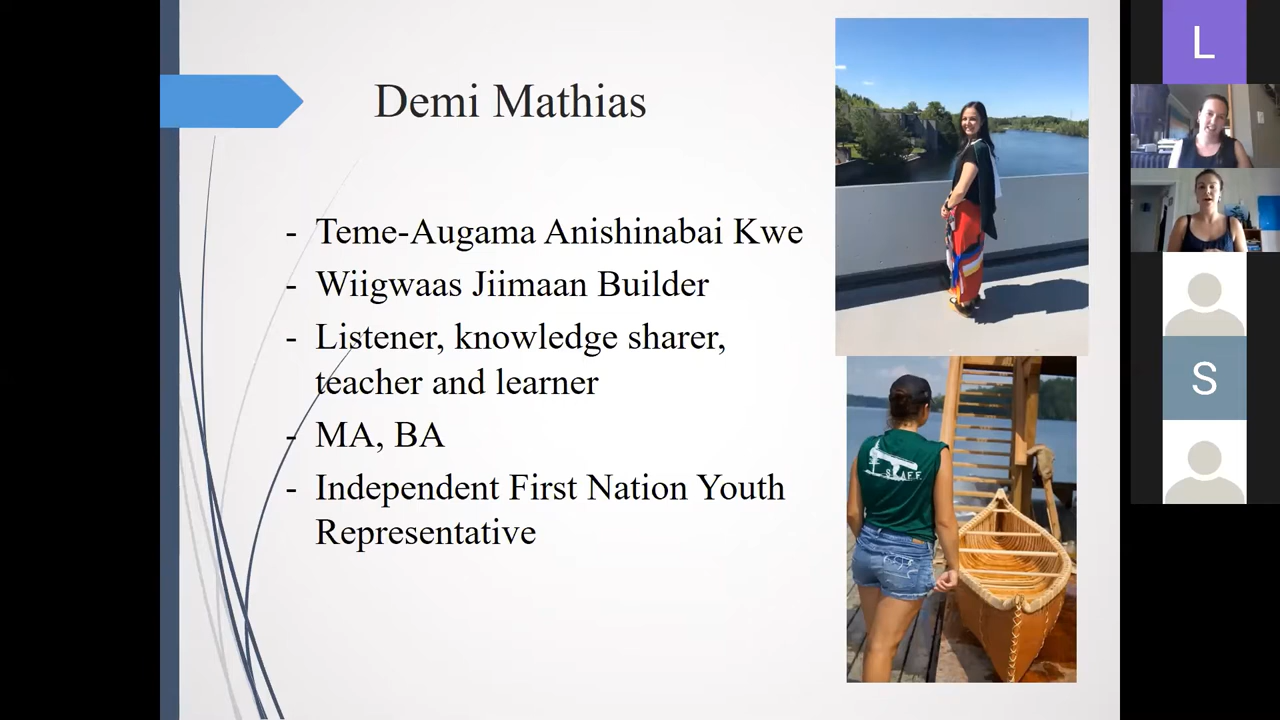 Demi Mathias
- Teme-Augama Anishinabai Kwe
- Wiigwaas Jiimaan Builder
- Listener, knowledge sharer,
teacher and learner
- MA, BA
- Independent First Nation Youth
Representative
STAFF
L
S